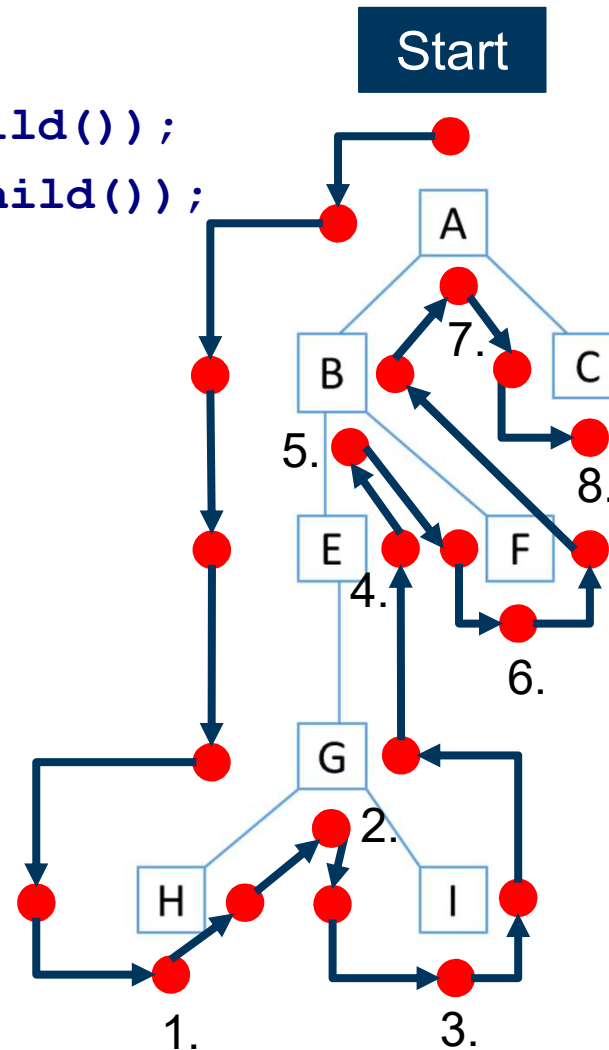 Start
ild());
hild());
A
7.
B
C
5.
8.
E
F
4.
6.
G
2.
H
I
1.
3.